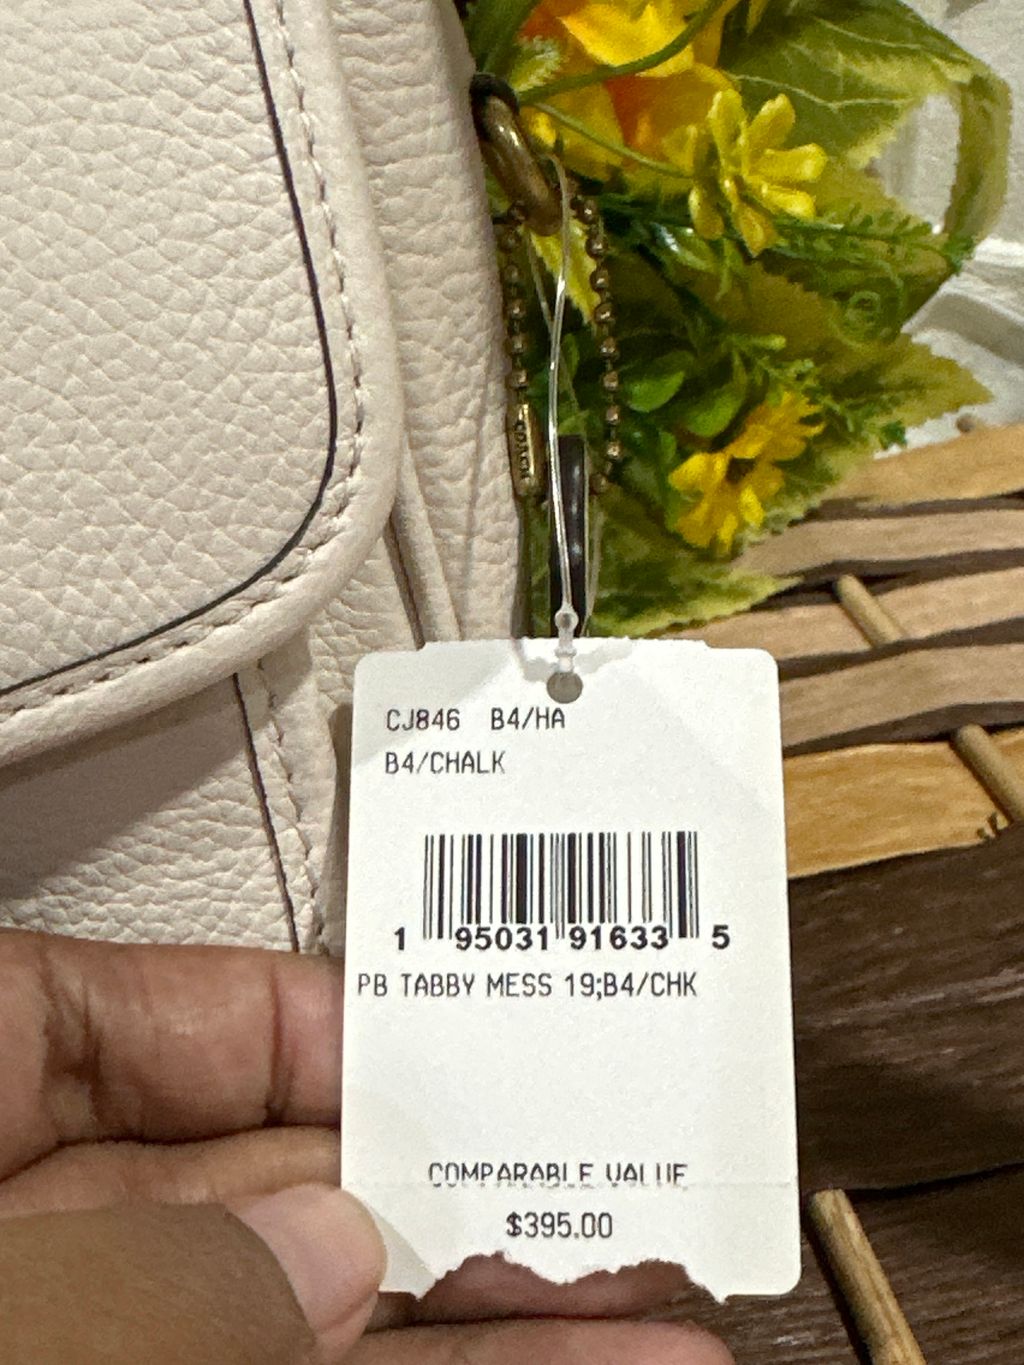 COACH
CJ846 B4/HA
B4/CHALK
1 95031 91633 5
PB TABBY MESS 19;B4/CHK
COMPARABLE VALUE
$395.00